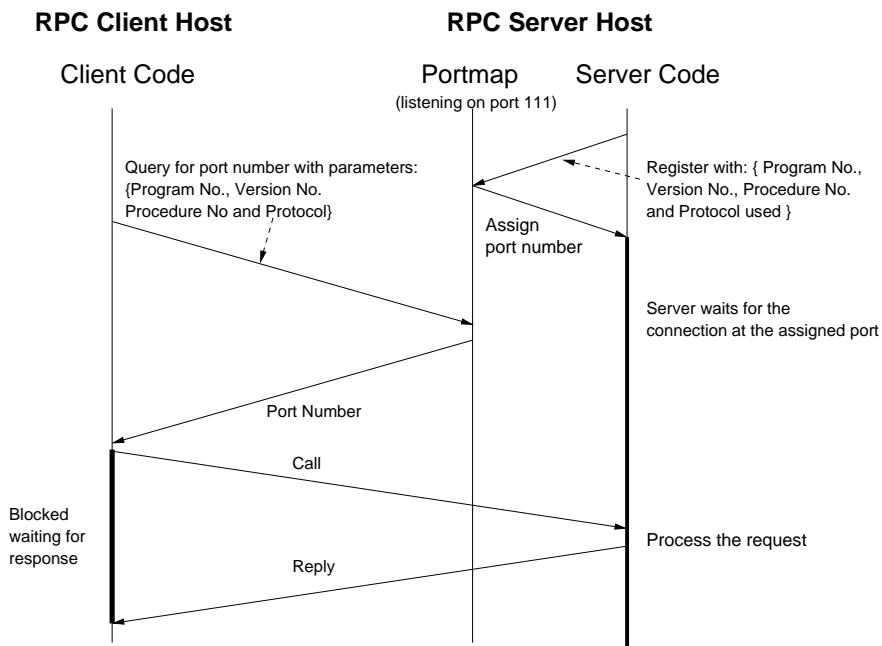 RPC Client Host
RPC Server Host
Client Code
Portmap
(listening on port 111)
Server Code
Query for port number with parameters:
{Program No., Version No.
Procedure No and Protocol}
Register with: { Program No.,
Version No., Procedure No.
and Protocol used }
Assign
port number
Server waits for the
connection at the assigned port
Port Number
Call
Blocked
waiting for
response
Process the request
Reply